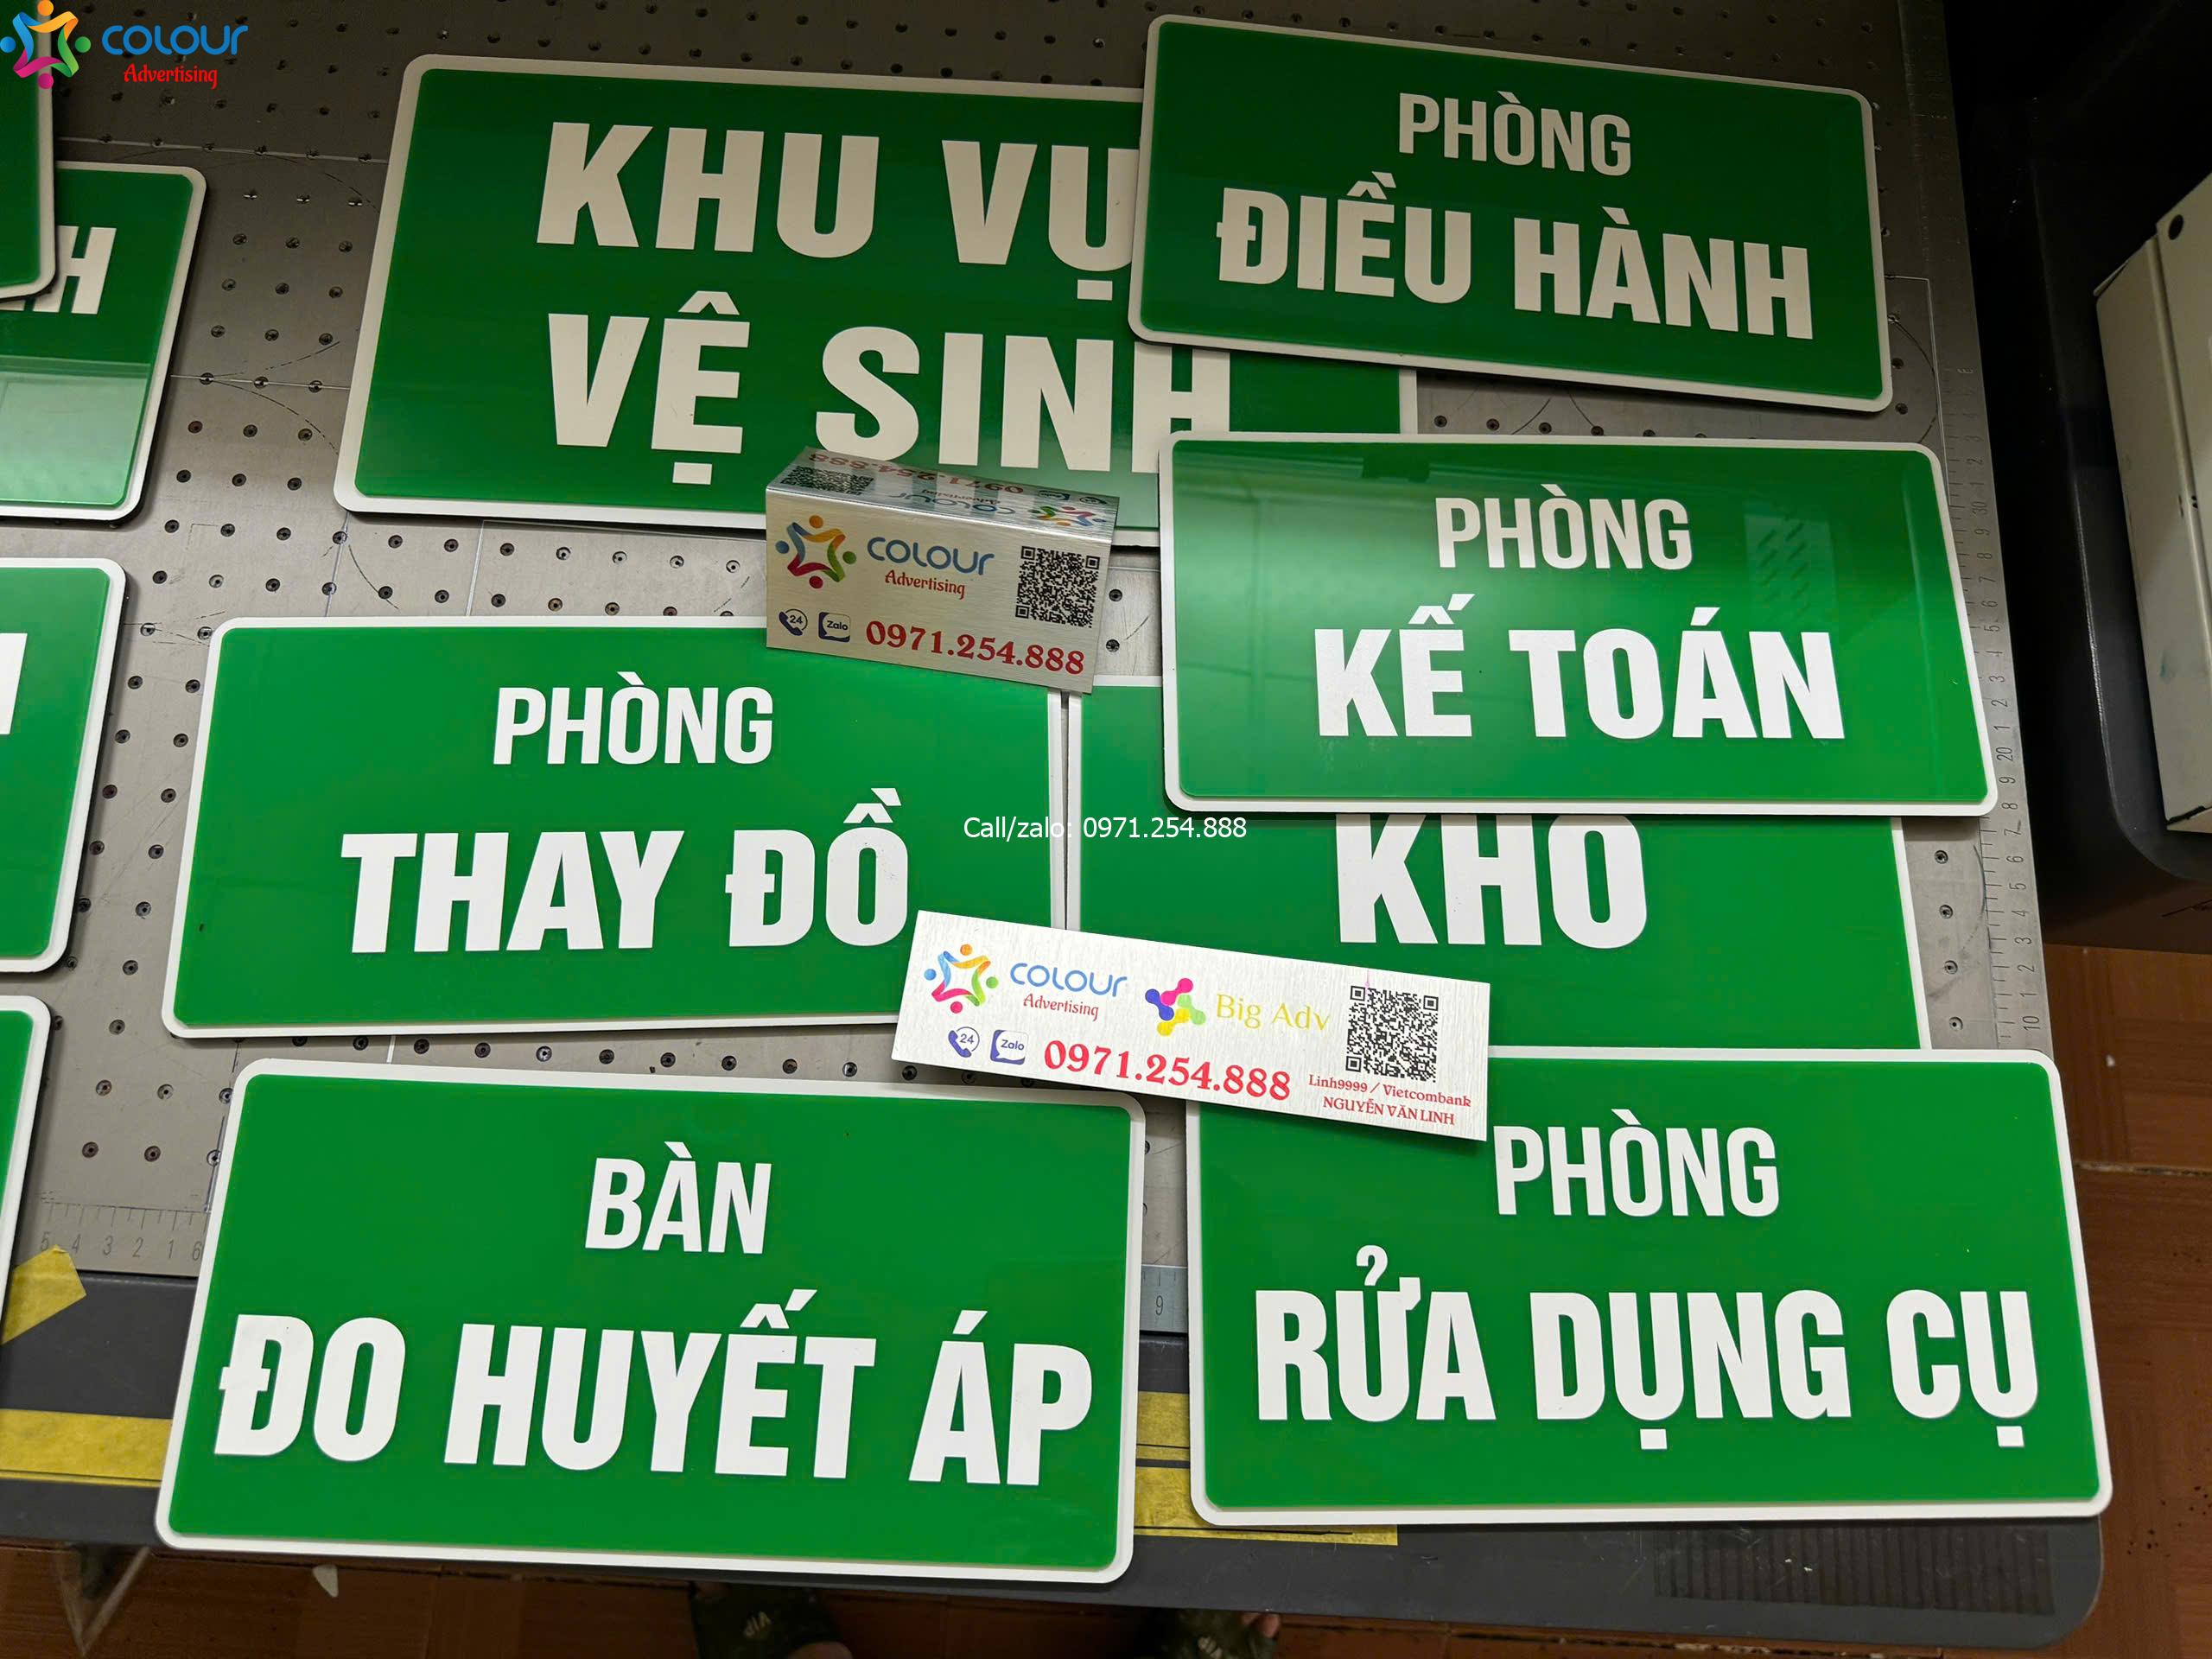 COLOUR
Advertising
KHU VỰ
VỆ SINH
PHÒNG
ĐIỀU HÀNH
PHÒNG
KẾ TOÁN
COLOUR
Advertising
24
Zalo
0971.254.888
PHÒNG
THAY ĐỒ
Call/zalo: 0971.254.888
KHO
COLOUR
Advertising
Big Adv
24
Zalo
0971.254.888
Linh9999 / Vietcombank
NGUYỄN VĂN LINH
BÀN
ĐO HUYẾT ÁP
PHÒNG
RỬA DỤNG CỤ